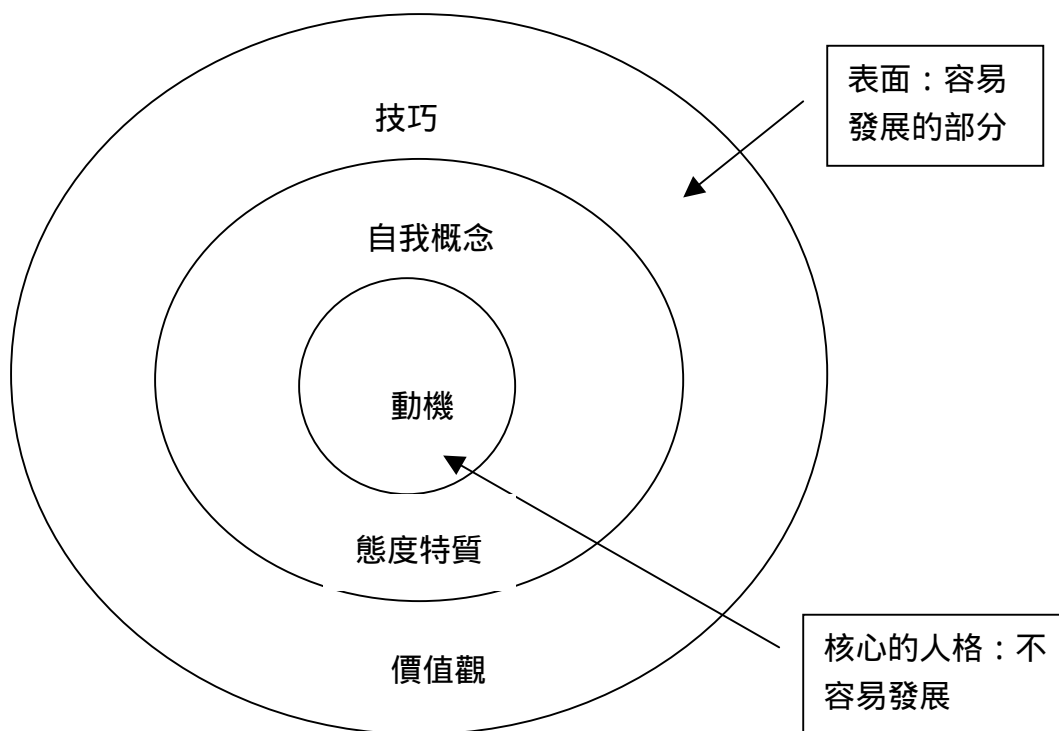 表面：容易
發展的部分
技巧
自我概念
動機
態度特質
價值觀
核心的人格：不
容易發展